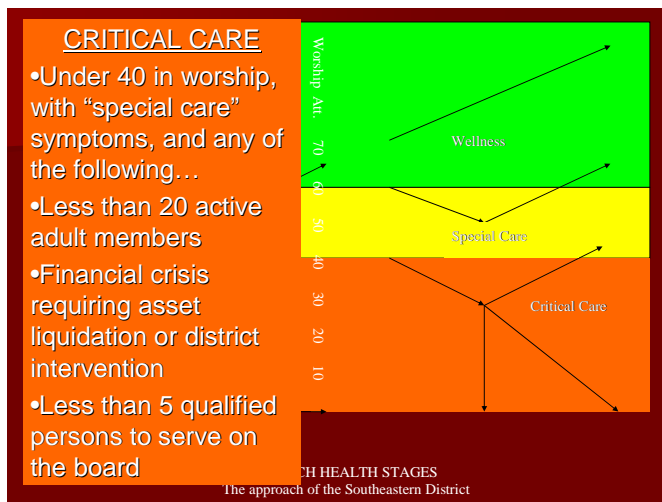 CRITICAL CARE
•Under 40 in worship,
with “special care”
symptoms, and any of
the following…
•Less than 20 active
adult members
•Financial crisis
requiring asset
liquidation or district
intervention
•Less than 5 qualified
persons to serve on
the board
Worship Att.
70
60
50
40
30
20
10
Wellness
Special Care
Critical Care
CH HEALTH STAGES
The approach of the Southeastern District